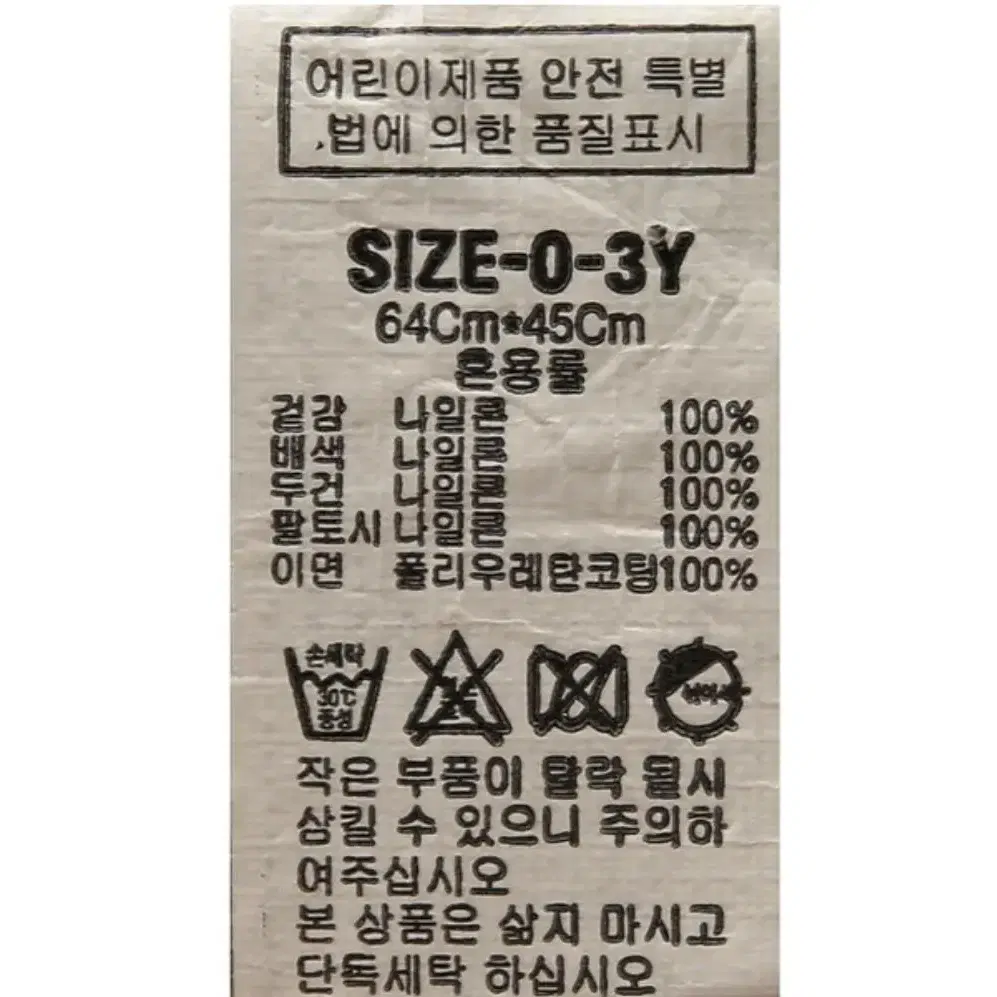 어린이제품 안전 특별
법에 의한 품질표시
SIZE-0-3Y
64Cm*45Cm
혼용률
겉감 나일론 100%
배색 나일론 100%
두건 나일론 100%
팔토시 나일론 100%
이면 폴리우레탄코팅100%
손세탁
30℃
중성
작은 부품이 탈락 될시
삼킬 수 있으니 주의하
여주십시오
본 상품은 삶지 마시고
단독세탁 하십시오